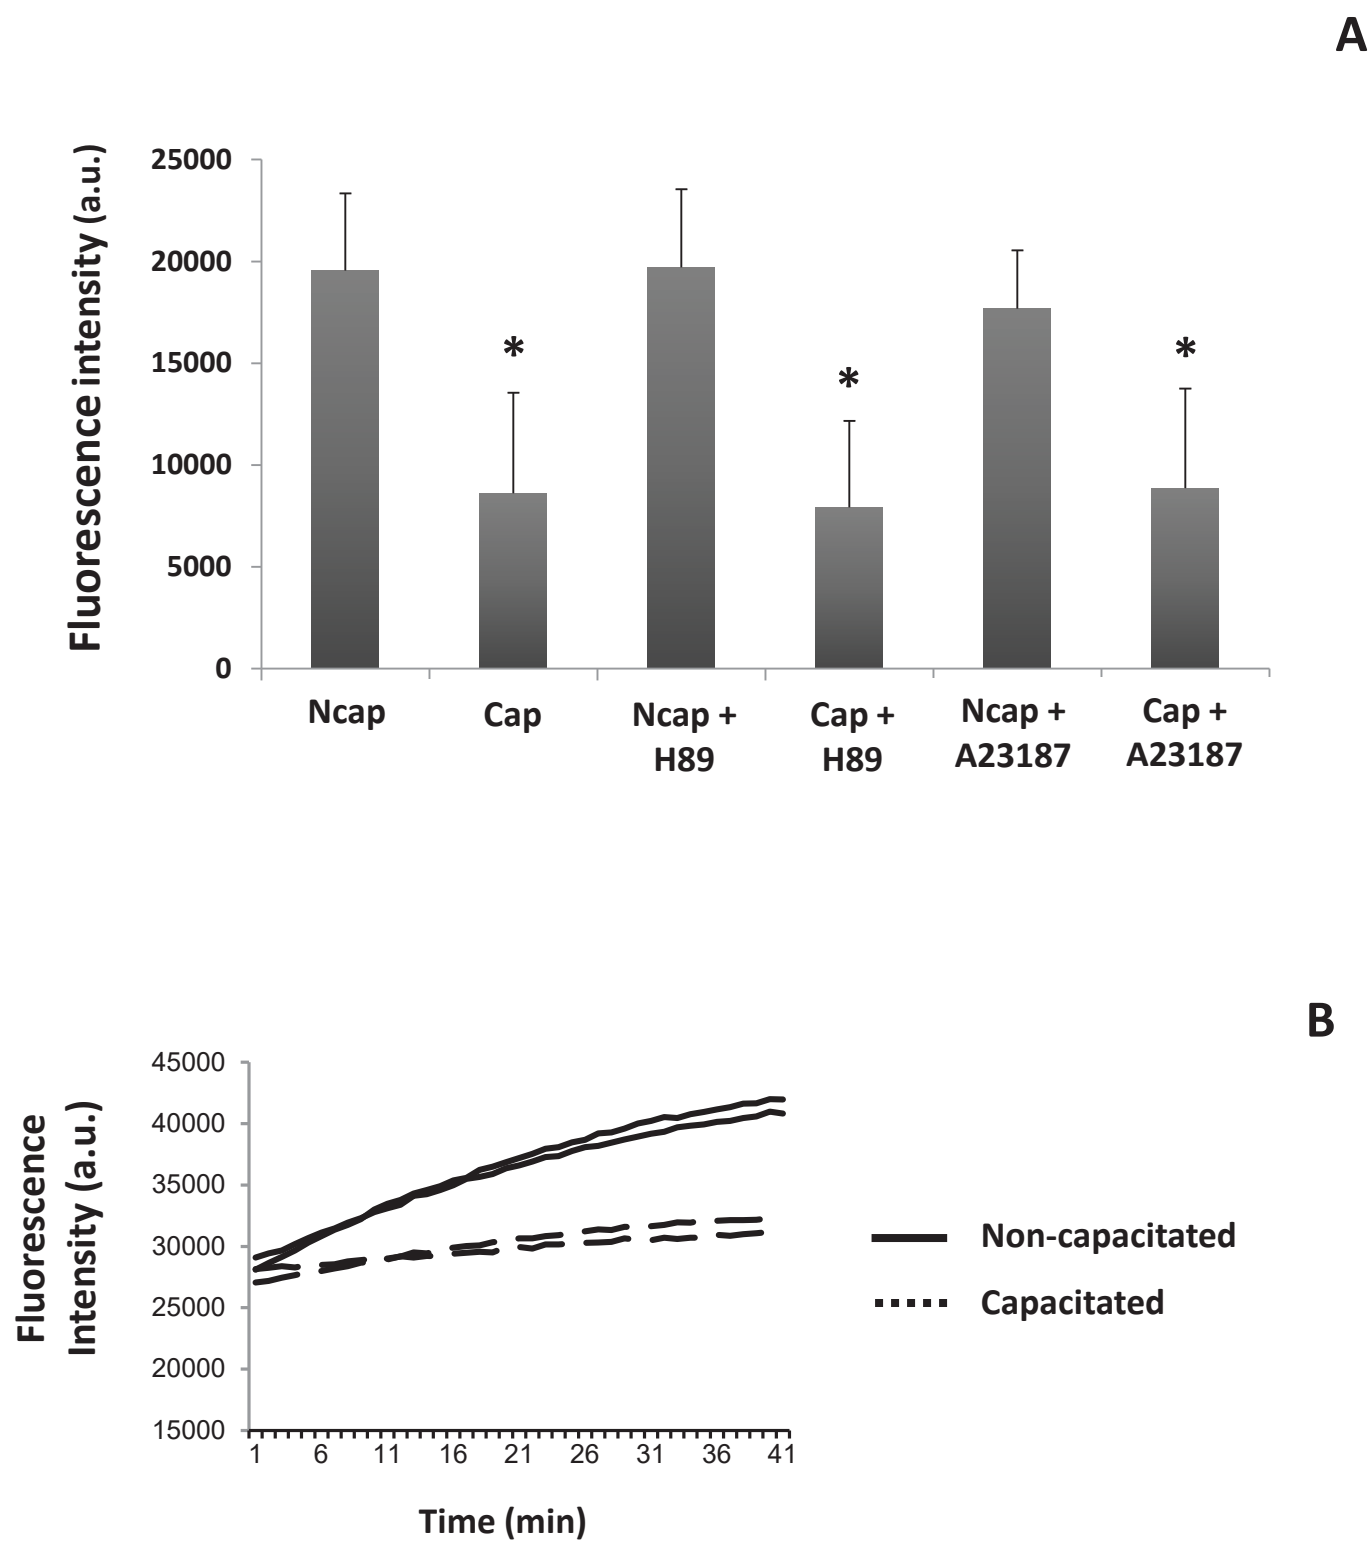 A
Fluorescence intensity (a.u.)
25000
20000
15000
10000
5000
0
*
*
*
Ncap
Cap
Ncap +
H89
Cap +
H89
Ncap +
A23187
Cap +
A23187
B
Fluorescence
Intensity (a.u.)
45000
40000
35000
30000
25000
20000
15000
1 6 11 16 21 26 31 36 41
Time (min)
Non-capacitated
Capacitated